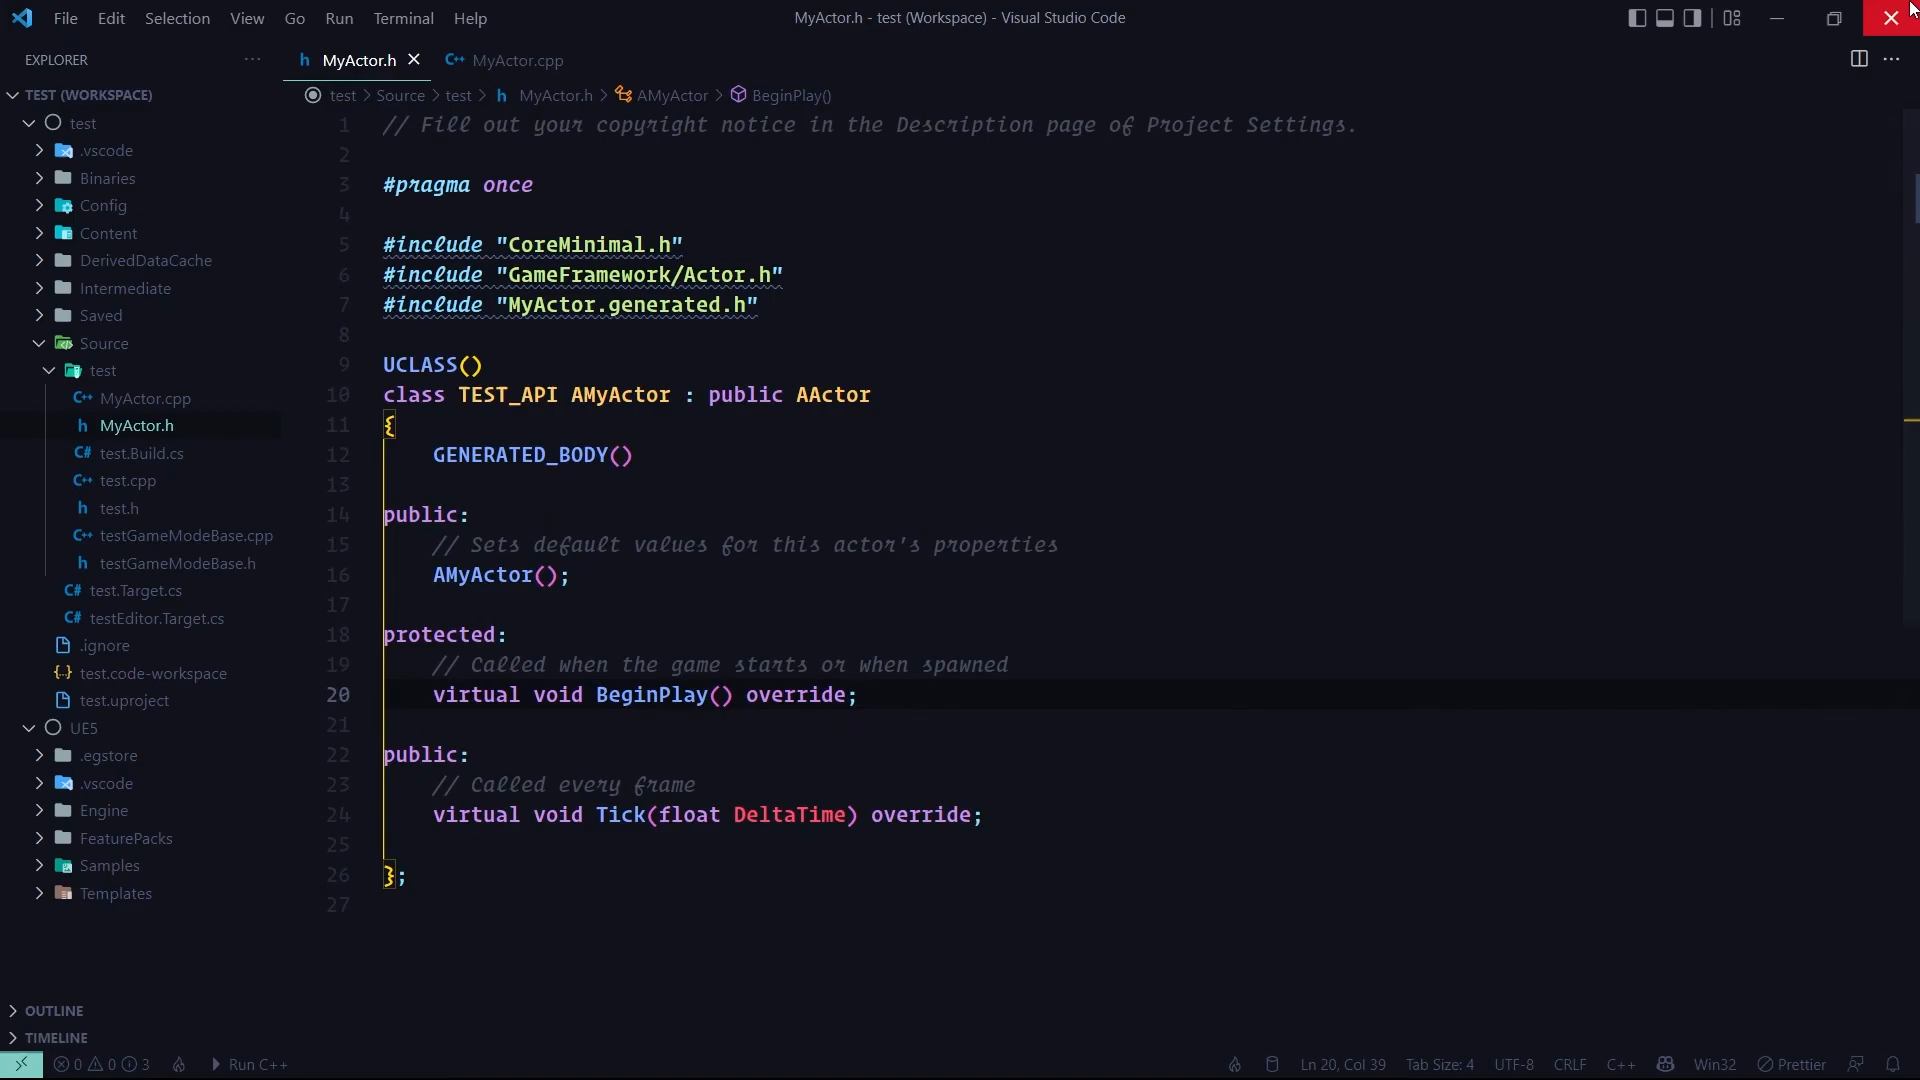 File Edit Selection View Go Run Terminal Help
MyActor.h - test (Workspace) - Visual Studio Code
EXPLORER
MyActor.h
MyActor.cpp
TEST (WORKSPACE)
test > Source > test > h MyActor.h > AMyActor > BeginPlay()
test
.vscode
Binaries
Config
Content
DerivedDataCache
Intermediate
Saved
Source
test
C++ MyActor.cpp
h MyActor.h
C# test.Build.cs
C++ test.cpp
h test.h
C++ testGameModeBase.cpp
h testGameModeBase.h
C# test.Target.cs
C# testEditor.Target.cs
.ignore
{..} test.code-workspace
test.uproject
UE5
.egstore
.vscode
Engine
FeaturePacks
Samples
Templates
OUTLINE
TIMELINE
1 // Fill out your copyright notice in the Description page of Project Settings.
2
3 #pragma once
4
5 #include "CoreMinimal.h"
6 #include "GameFramework/Actor.h"
7 #include "MyActor.generated.h"
8
9 UCLASS()
10 class TEST_API AMyActor : public AActor
11 {
12 GENERATED_BODY()
13
14 public:
15 // Sets default values for this actor's properties
16 AMyActor();
17
18 protected:
19 // Called when the game starts or when spawned
20 virtual void BeginPlay() override;
21
22 public:
23 // Called every frame
24 virtual void Tick(float DeltaTime) override;
25
26 };
27
0 0 3 Run C++
Ln 20, Col 39 Tab Size: 4 UTF-8 CRLF C++ Win32 Prettier